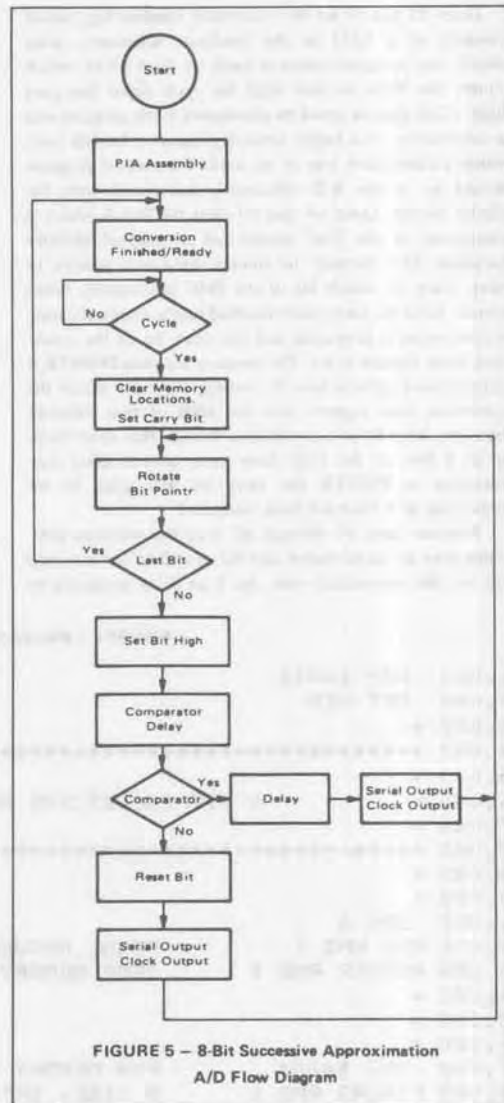 Start
PIA Assembly
Conversion
Finished/Ready
No
Cycle
Yes
Clear Memory
Locations.
Set Carry Bit.
Rotate
Bit Pointr.
Yes
Last Bit
No
Set Bit High
Comparator
Delay
Comparator
Yes
Delay
Serial Output
Clock Output
No
Reset Bit
Serial Output
Clock Output
FIGURE 5 – 8-Bit Successive Approximation
A/D Flow Diagram